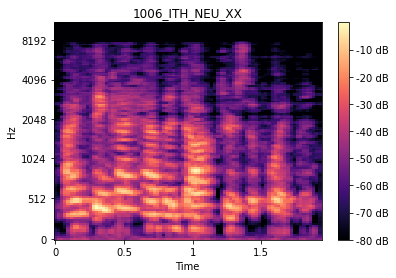 1006_ITH_NEU_XX
8192
4096
2048
1024
512
0
Hz
0
0.5
1
1.5
Time
-10 dB
-20 dB
-30 dB
-40 dB
-50 dB
-60 dB
-70 dB
-80 dB